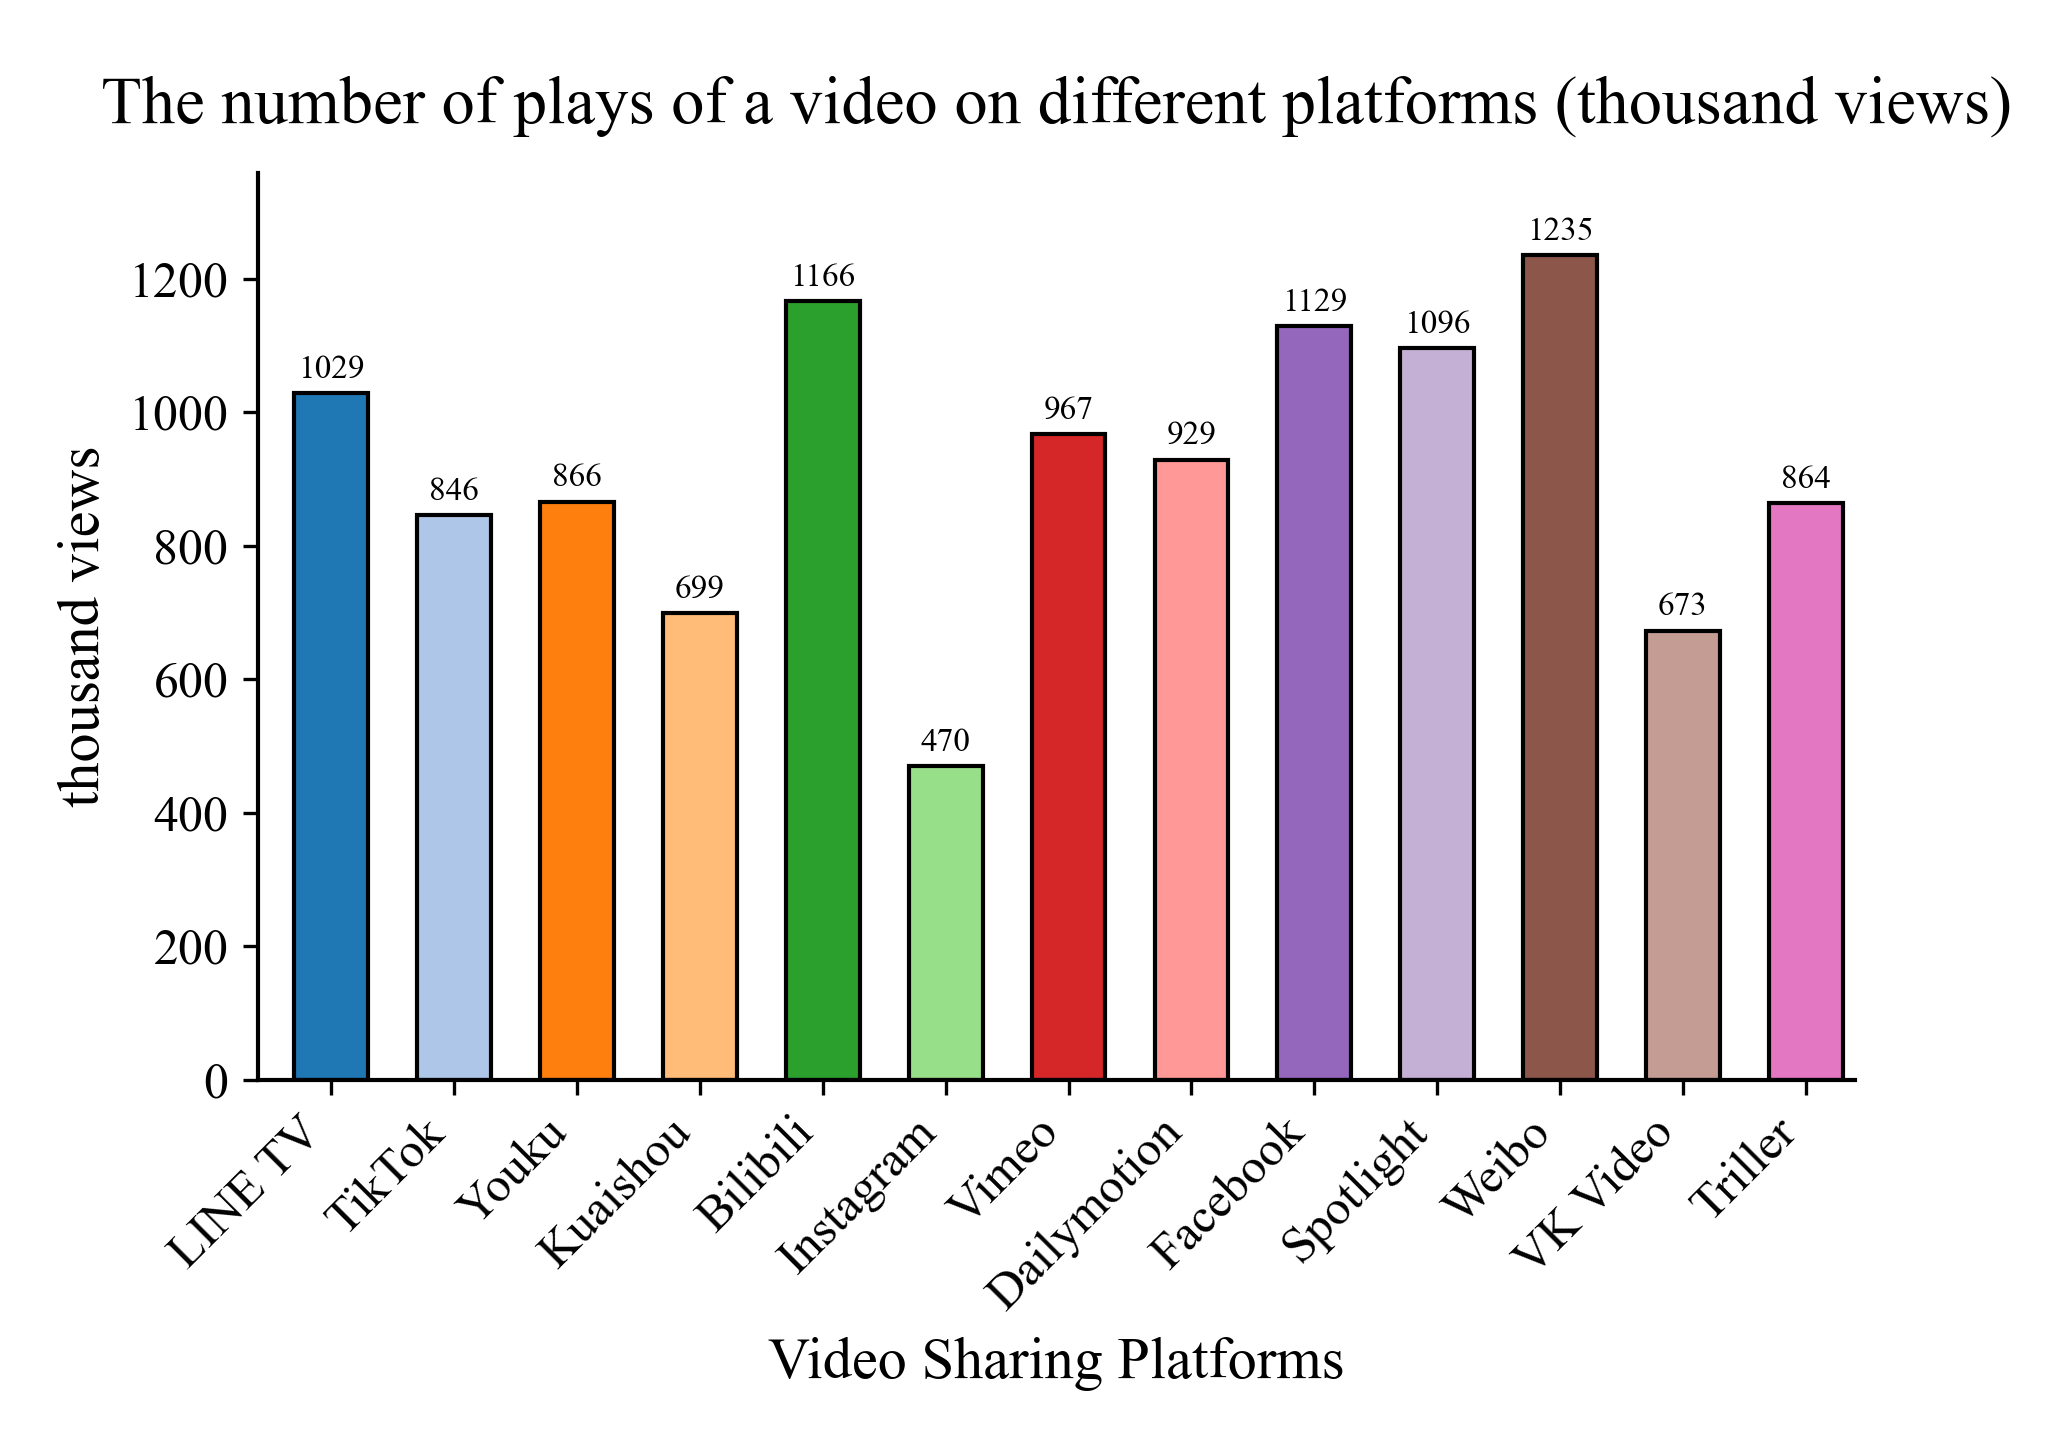 The number of plays of a video on different platforms (thousand views)
thousand views
1200
1000
800
600
400
200
0
1029
846
866
699
1166
470
967
929
1129
1096
1235
673
864
LINE TV
TikTok
Youku
Kuaishou
Bilibili
Instagram
Vimeo
Dailymotion
Facebook
Spotlight
Weibo
VK Video
Triller
Video Sharing Platforms